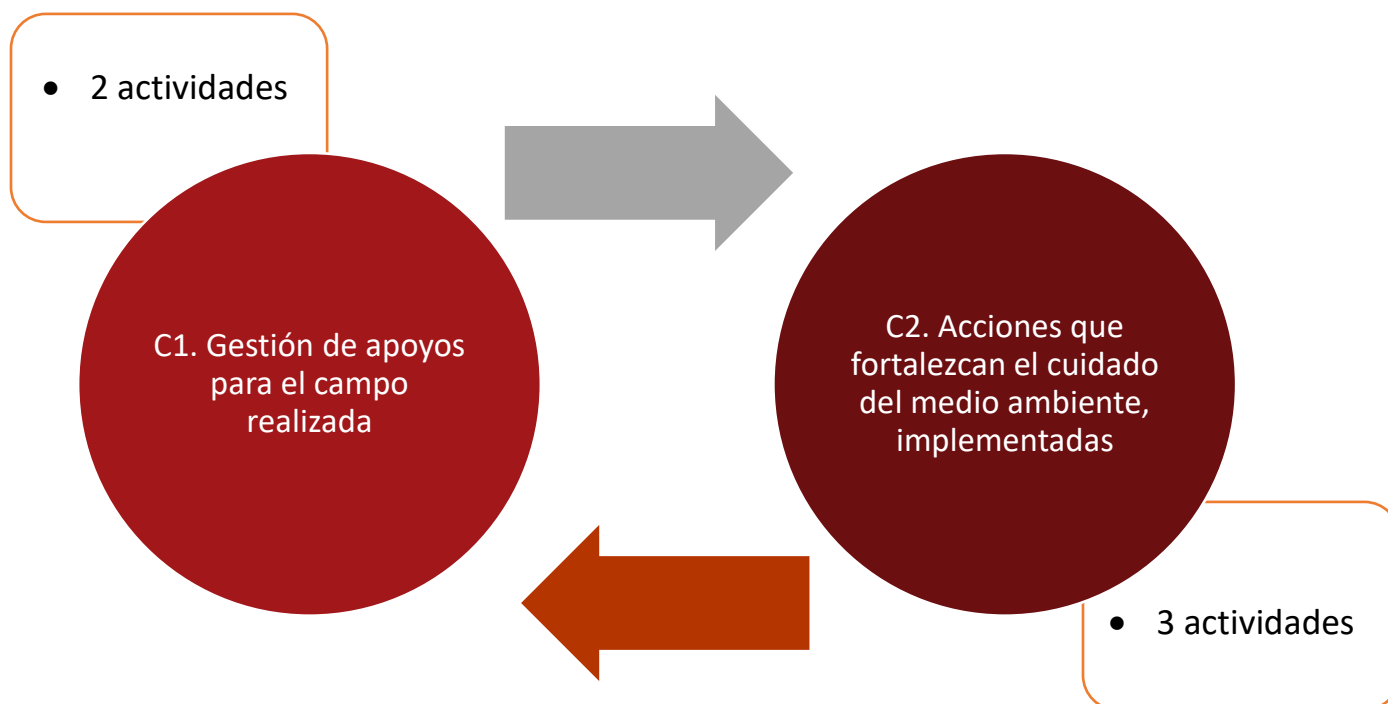 • 2 actividades
C1. Gestión de apoyos
para el campo
realizada
C2. Acciones que
fortalezcan el cuidado
del medio ambiente,
implementadas
• 3 actividades